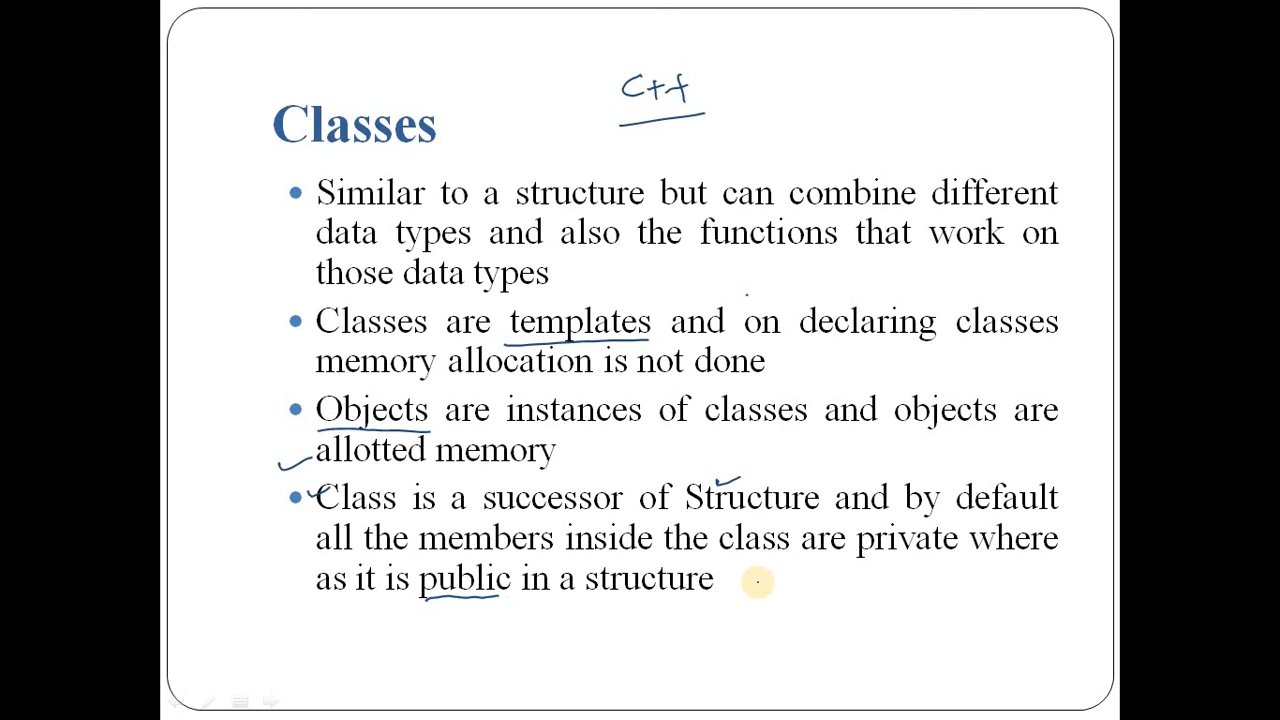 C++
Classes
• Similar to a structure but can combine different
data types and also the functions that work on
those data types
• Classes are templates and on declaring classes
memory allocation is not done
• Objects are instances of classes and objects are
allotted memory
• Class is a successor of Structure and by default
all the members inside the class are private where
as it is public in a structure